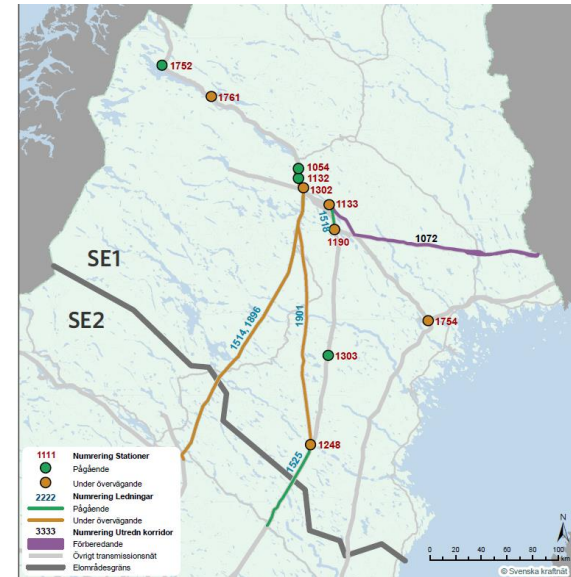 1752
1761
1054
1132
1302
1133
1518
1190
1072
SE1
SE2
1514, 1896
1901
1754
1303
1248
1525
1111 Numrering Stationer
Pågående
Under övervägande
2222 Numrering Ledningar
Pågående
Under övervägande
3333 Numrering Utredn korridor
Förberedande
Övrigt transmissionsnät
Elområdesgräns
N
0 20 40 60 80 100
km
© Svenska kraftnät